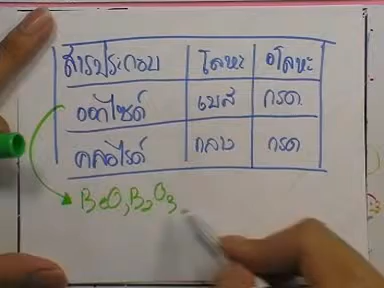 สารประกอบ โลหะ อโลหะ
ออกไซด์ เบส กรด
คลอไรด์ กลาง กรด
BeO, B₂O₃